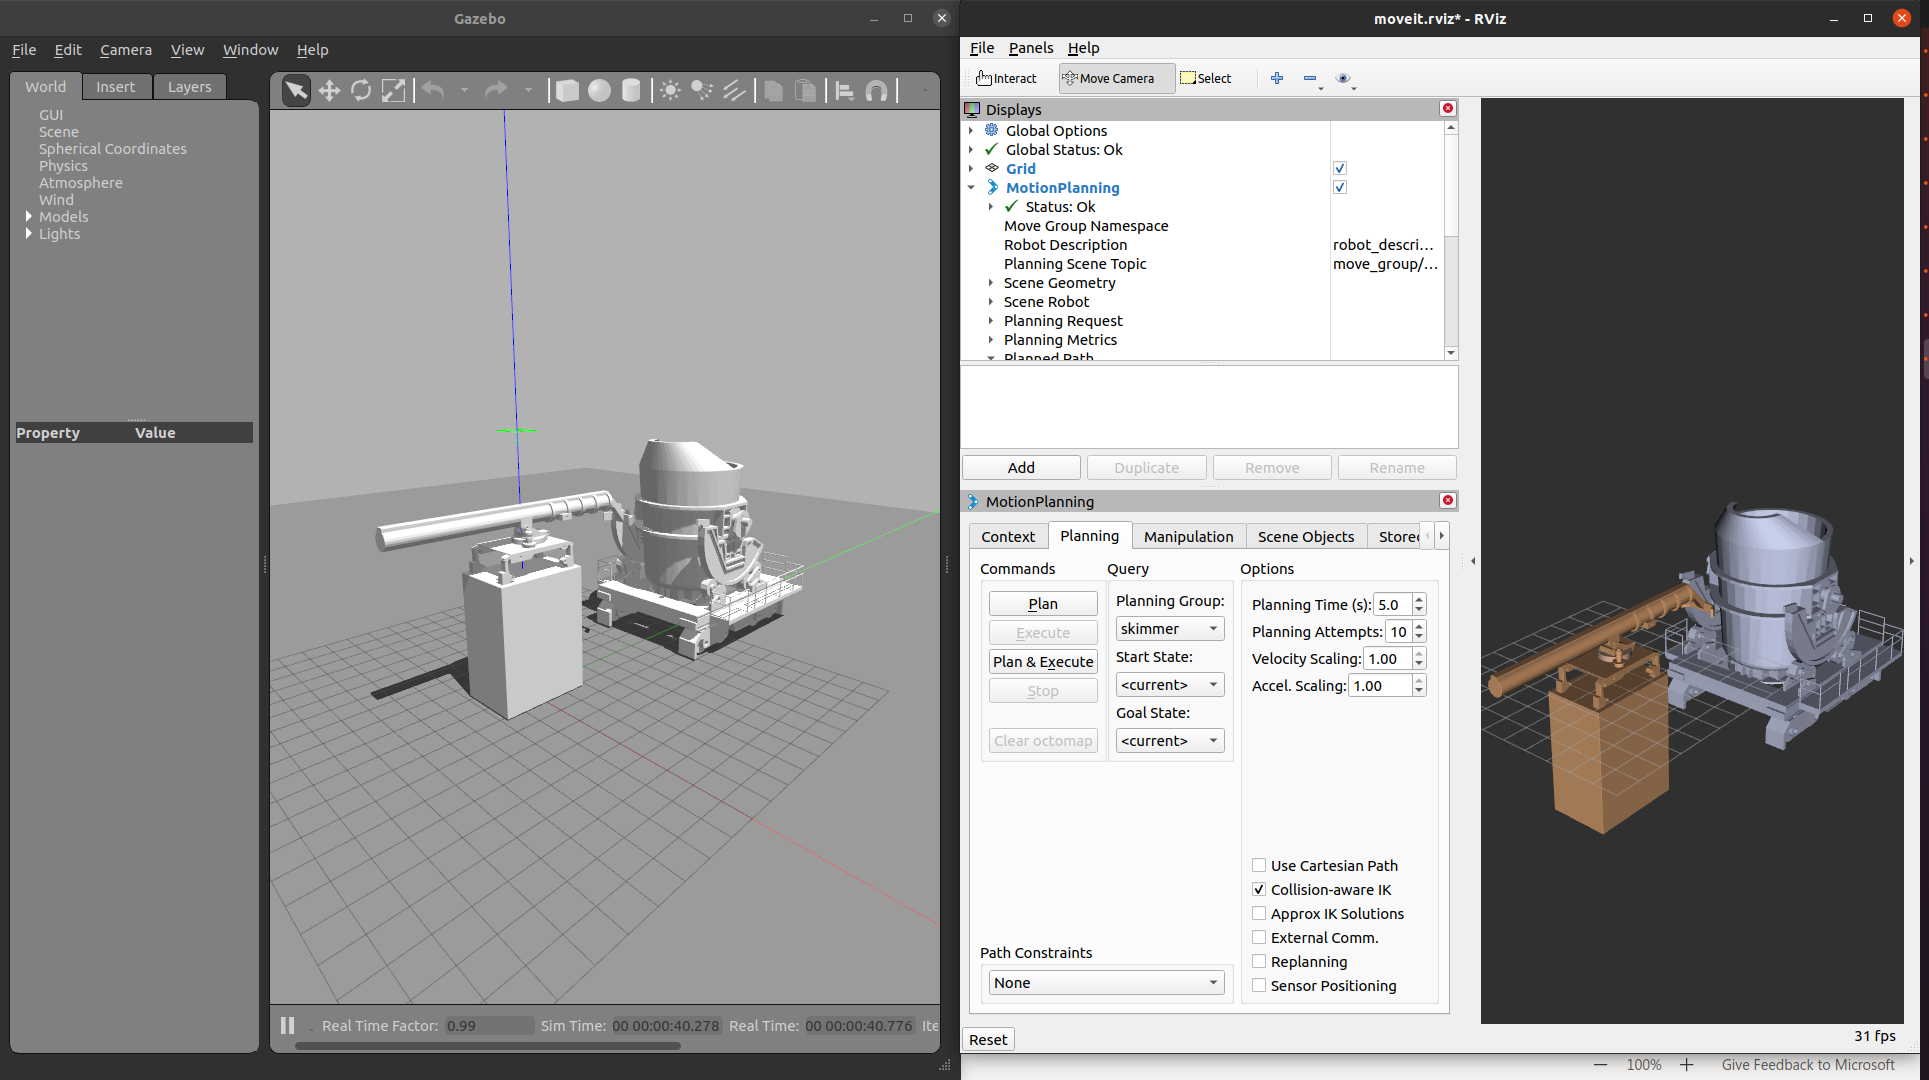 Gazebo
File Edit Camera View Window Help
World Insert Layers
GUI
Scene
Spherical Coordinates
Physics
Atmosphere
Wind
Models
Lights
Property Value
Real Time Factor: 0.99 Sim Time: 00 00:00:40.278 Real Time: 00 00:00:40.776 Ite
moveit.rviz* - RViz
File Panels Help
Interact Move Camera Select
Displays
Global Options
Global Status: Ok
Grid
MotionPlanning
Status: Ok
Move Group Namespace
Robot Description robot_descri...
Planning Scene Topic move_group/...
Scene Geometry
Scene Robot
Planning Request
Planning Metrics
Planned Path
Add Duplicate Remove Rename
MotionPlanning
Context Planning Manipulation Scene Objects Stored
Commands Query Options
Plan
Execute
Plan & Execute
Stop
Clear octomap
Planning Group:
skimmer
Start State:
<current>
Goal State:
<current>
Planning Time (s): 5.0
Planning Attempts: 10
Velocity Scaling: 1.00
Accel. Scaling: 1.00
Use Cartesian Path
Collision-aware IK
Approx IK Solutions
External Comm.
Replanning
Sensor Positioning
Path Constraints
None
Reset
31 fps
100% Give Feedback to Microsoft